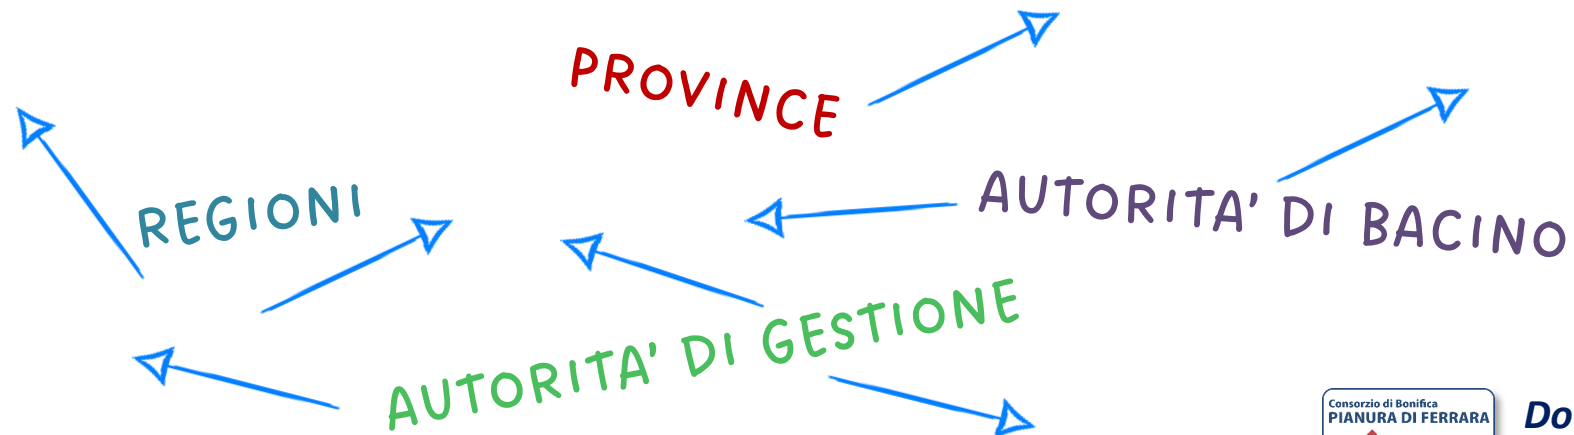 PROVINCE
REGIONI
AUTORITA' DI BACINO
AUTORITA' DI GESTIONE
Consorzio di Bonifica
PIANURA DI FERRARA
Do